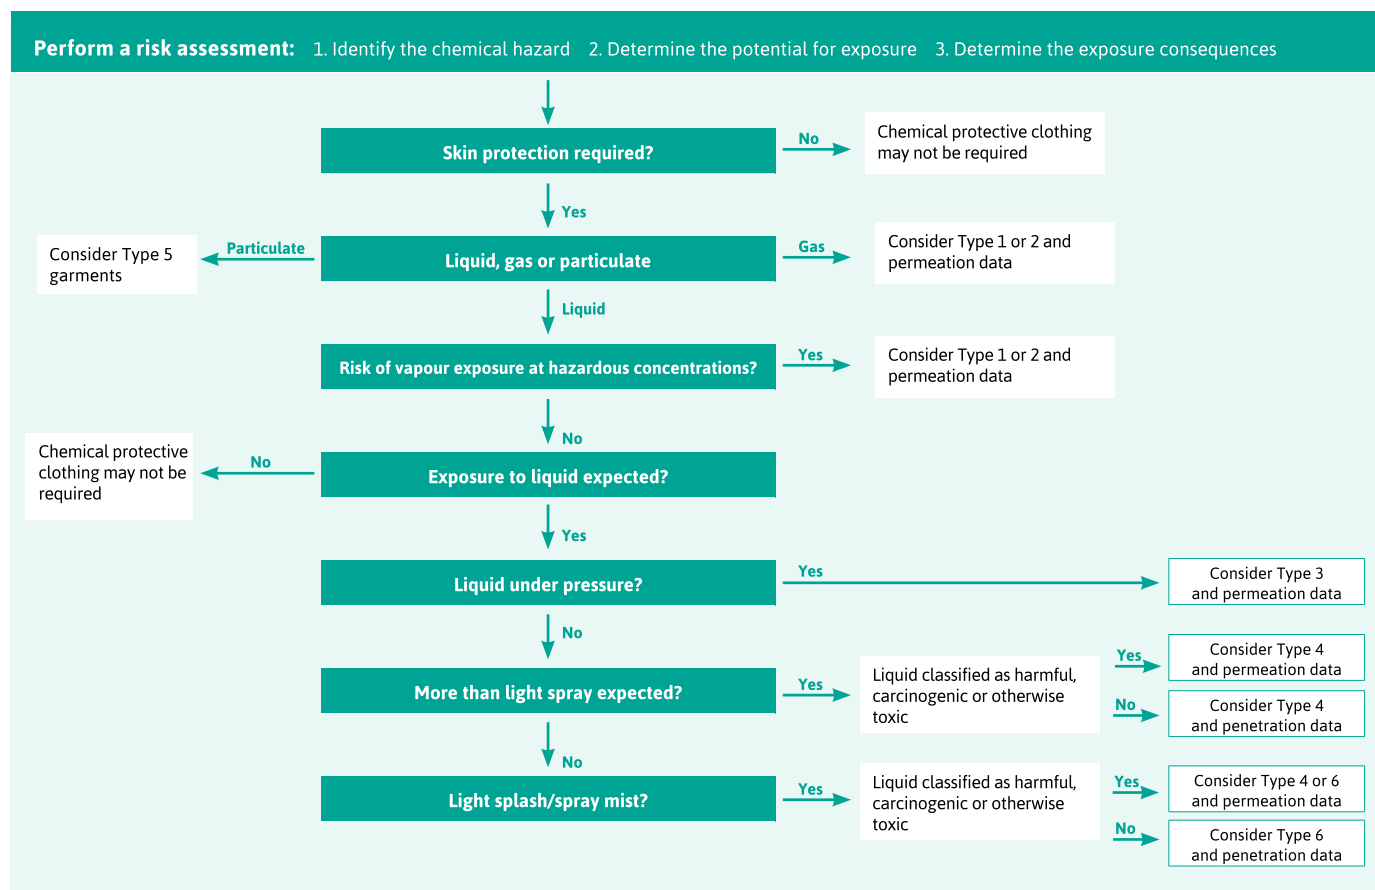 Perform a risk assessment: 1. Identify the chemical hazard 2. Determine the potential for exposure 3. Determine the exposure consequences
Skin protection required?
No
Chemical protective clothing
may not be required
Yes
Consider Type 5
garments
Particulate
Liquid, gas or particulate
Gas
Consider Type 1 or 2 and
permeation data
Liquid
Risk of vapour exposure at hazardous concentrations?
Yes
Consider Type 1 or 2 and
permeation data
No
Chemical protective
clothing may not be
required
No
Exposure to liquid expected?
Yes
Liquid under pressure?
Yes
Consider Type 3
and permeation data
No
More than light spray expected?
Yes
Liquid classified as harmful,
carcinogenic or otherwise
toxic
Yes
Consider Type 4
and permeation data
No
Consider Type 4
and penetration data
No
Light splash/spray mist?
Yes
Liquid classified as harmful,
carcinogenic or otherwise
toxic
Yes
Consider Type 4 or 6
and permeation data
No
Consider Type 6
and penetration data